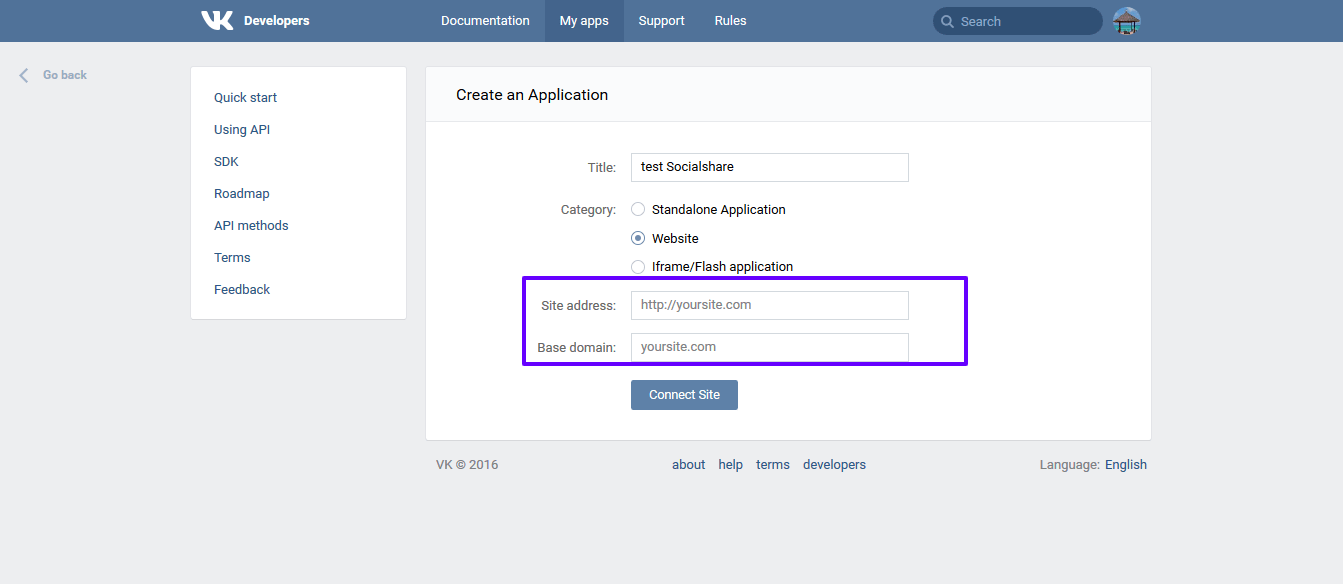 VK Developers Documentation My apps Support Rules Search
Go back
Quick start
Using API
SDK
Roadmap
API methods
Terms
Feedback
Create an Application
Title: test Socialshare
Category: Standalone Application
Website
Iframe/Flash application
Site address: http://yoursite.com
Base domain: yoursite.com
Connect Site
VK © 2016 about help terms developers Language: English